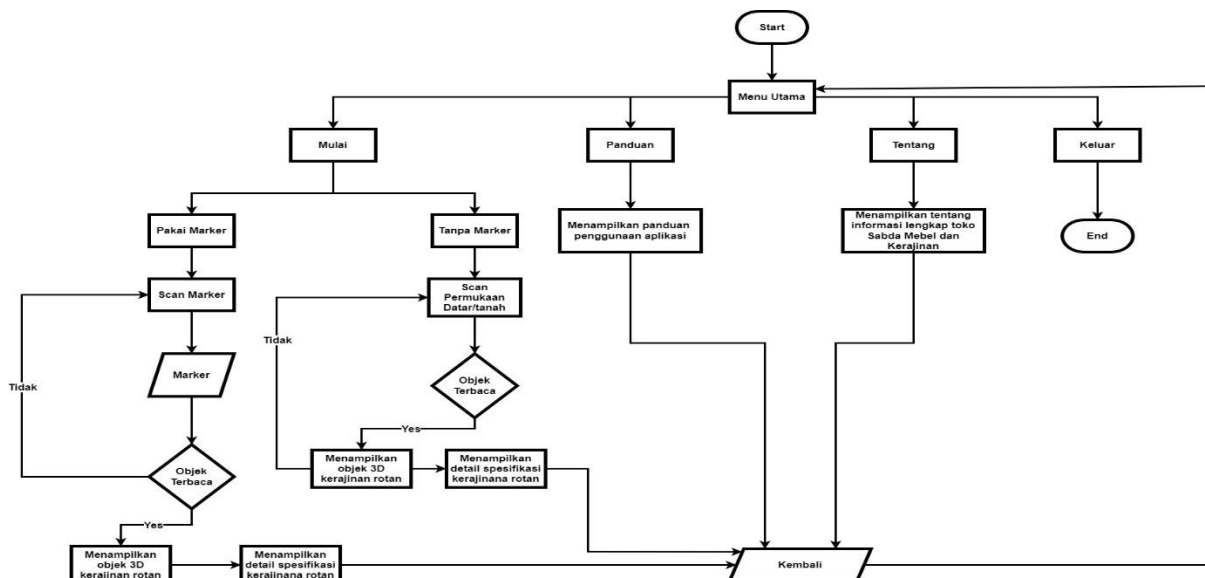 Start
Menu Utama
Mulai
Panduan
Tentang
Keluar
Pakai Marker
Tanpa Marker
Menampilkan panduan
penggunaan aplikasi
Menampilkan tentang
informasi lengkap toko
Sabda Mebel dan
Kerajinan
End
Scan Marker
Scan
Permukaan
Datar/tanah
Tidak
Marker
Tidak
Objek
Terbaca
Yes
Objek
Terbaca
Menampilkan
objek 3D
kerajinan rotan
Menampilkan
detail spesifikasi
kerajinana rotan
Yes
Menampilkan
objek 3D
kerajinan rotan
Menampilkan
detail spesifikasi
kerajinana rotan
Kembali